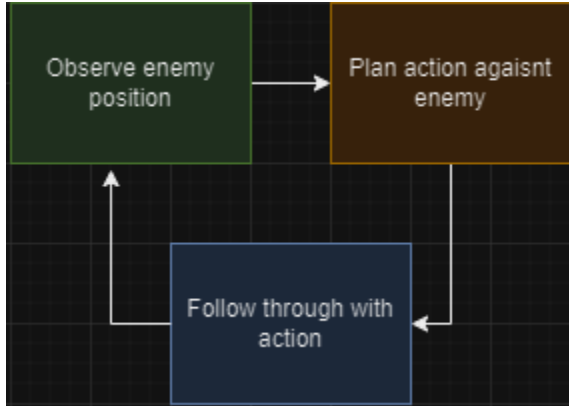 Observe enemy
position
Plan action agaisnt
enemy
Follow through with
action